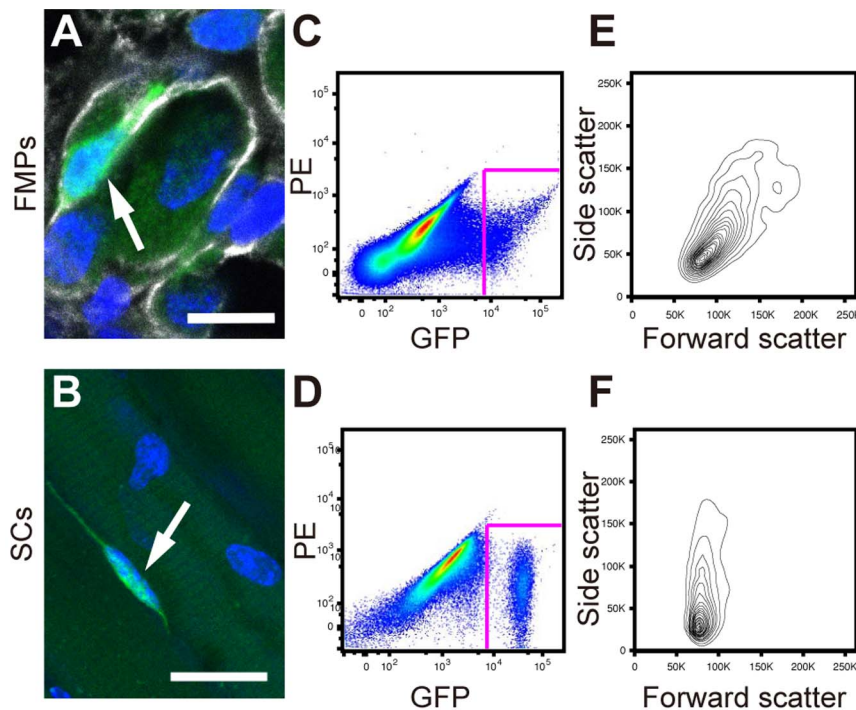 A
FMPs
B
SCs
C
PE
10^5
10^4
10^3
10^2
0
0 10^2 10^3 10^4 10^5
GFP
D
PE
10^5
10^4
10^3
10^2
0
0 10^2 10^3 10^4 10^5
GFP
E
Side scatter
250K
200K
150K
100K
50K
0
0 50K 100K 150K 200K 250K
Forward scatter
F
Side scatter
250K
200K
150K
100K
50K
0
0 50K 100K 150K 200K 250K
Forward scatter